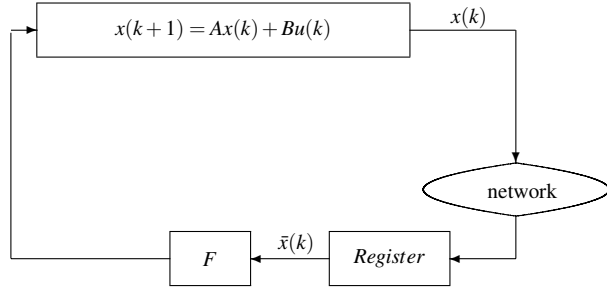 x(k+1) = Ax(k) + Bu(k)
x(k)
network
x̄(k)
F
Register